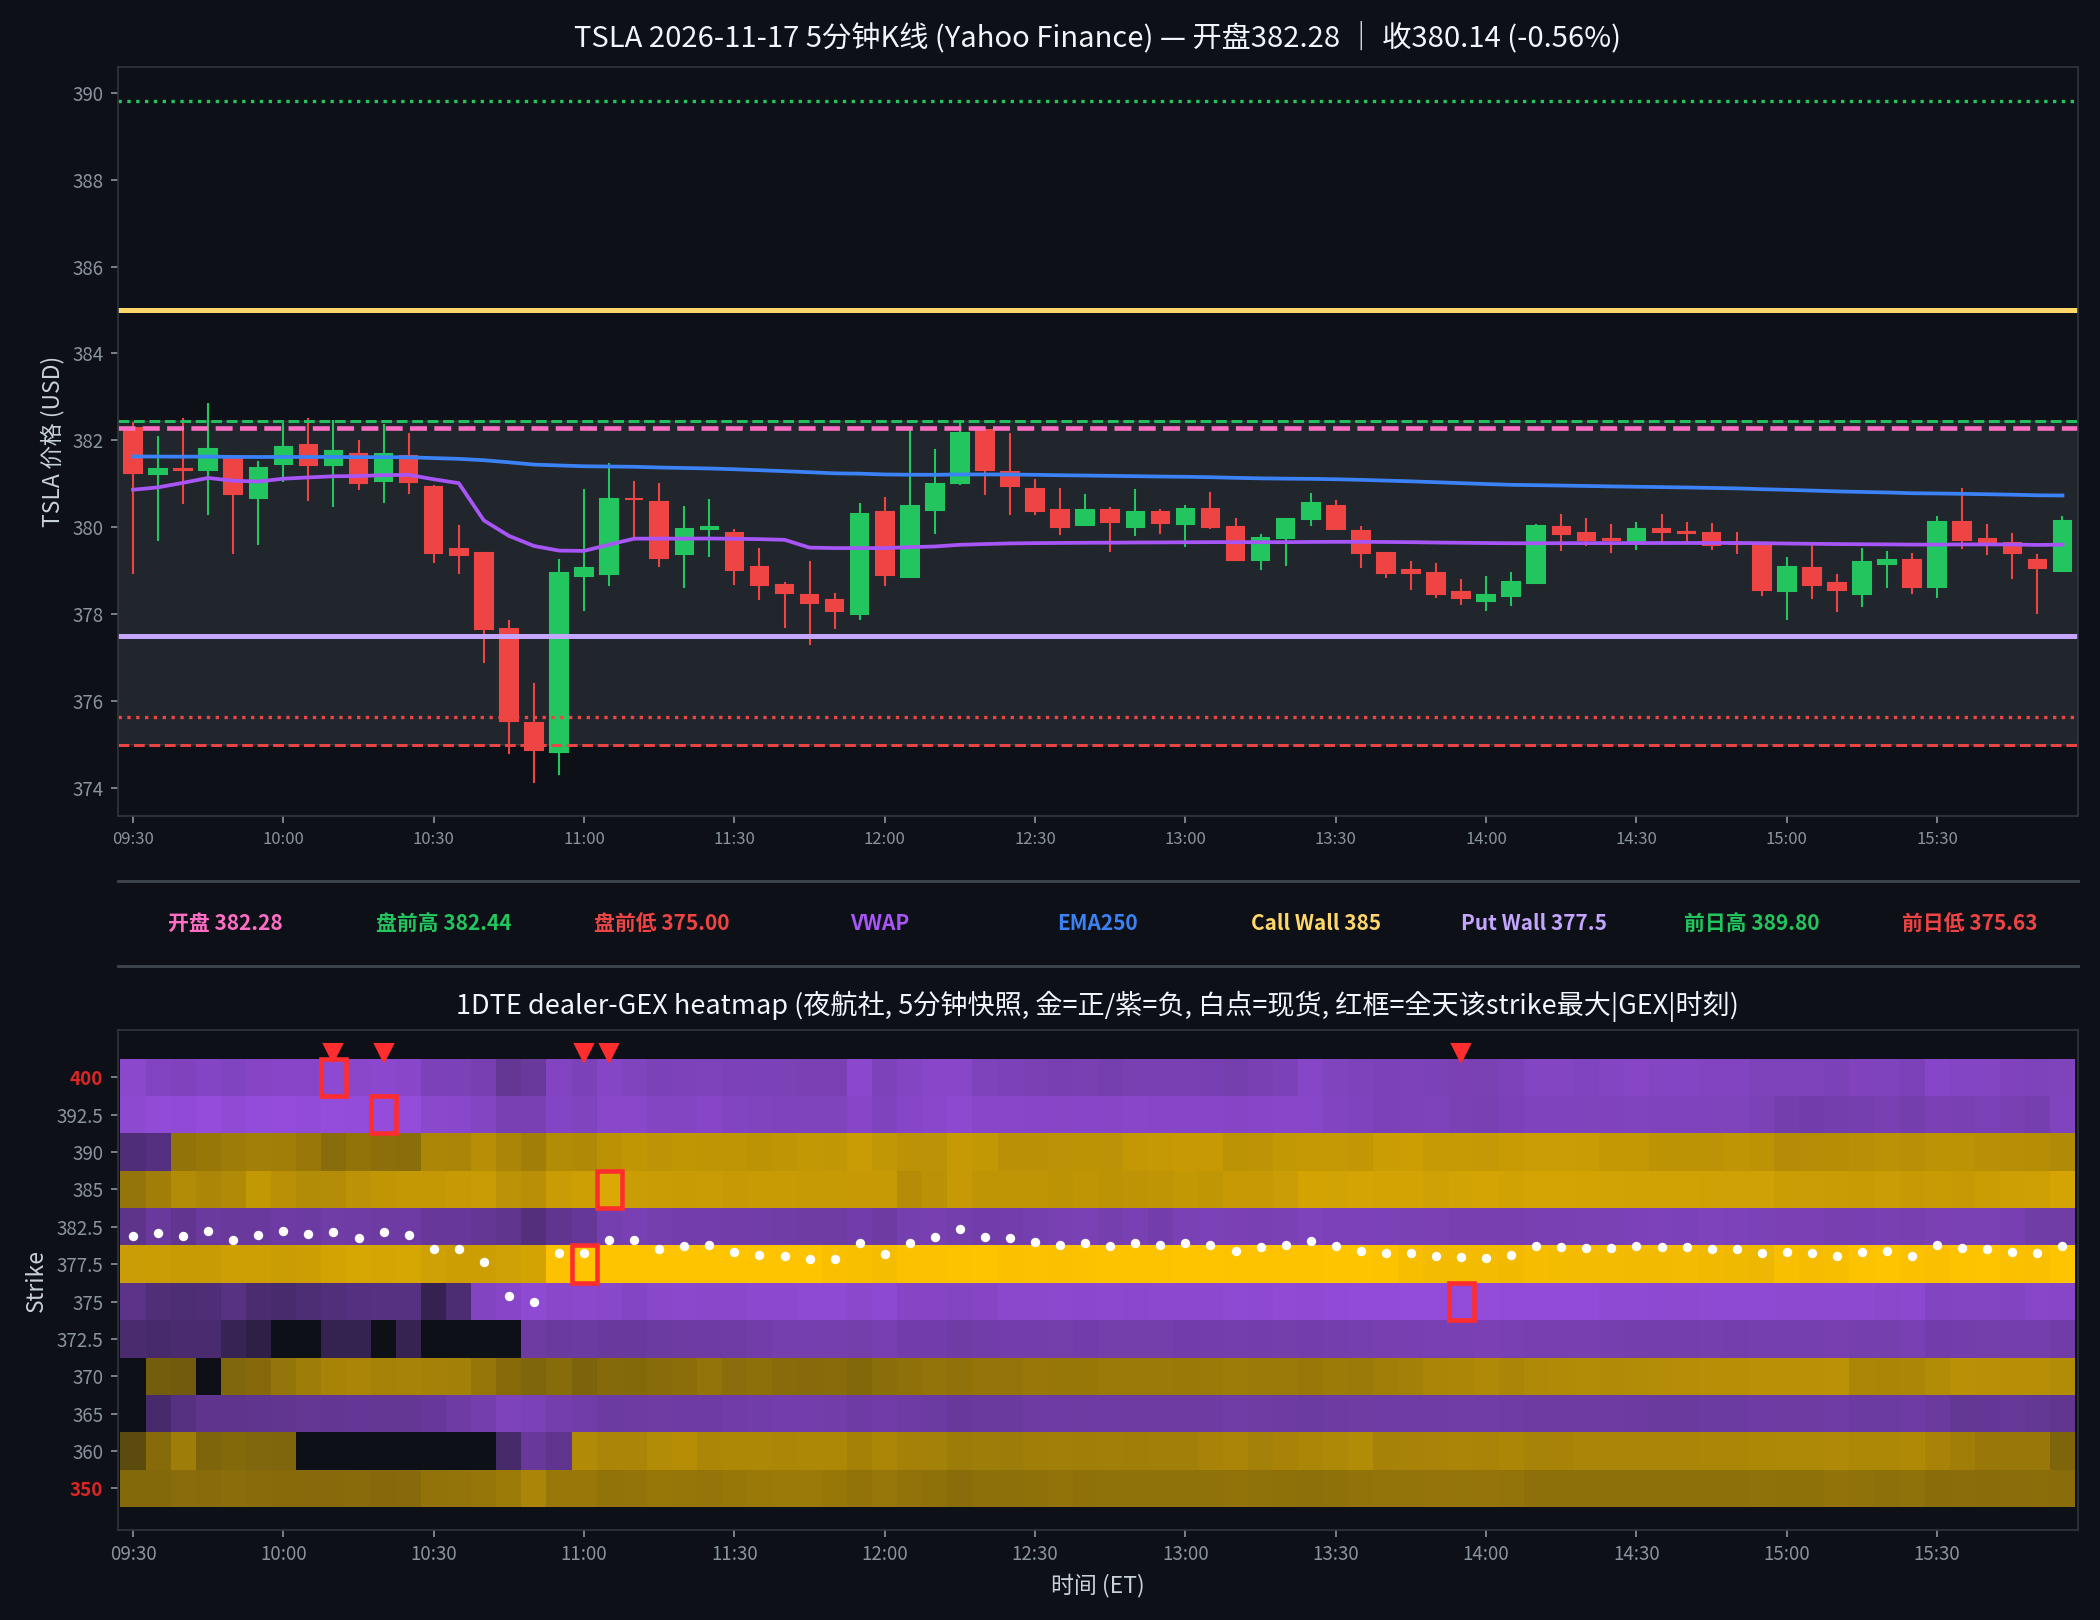 TSLA 2026-11-17 5分钟K线 (Yahoo Finance) — 开盘382.28 ｜ 收380.14 (-0.56%)
TSLA 价格 (USD)
390
388
386
384
382
380
378
376
374
09:30 10:00 10:30 11:00 11:30 12:00 12:30 13:00 13:30 14:00 14:30 15:00 15:30
开盘 382.28 盘前高 382.44 盘前低 375.00 VWAP EMA250 Call Wall 385 Put Wall 377.5 前日高 389.80 前日低 375.63
1DTE dealer-GEX heatmap (夜航社, 5分钟快照, 金=正/紫=负, 白点=现货, 红框=全天该strike最大|GEX|时刻)
Strike
400
392.5
390
385
382.5
377.5
375
372.5
370
365
360
350
09:30 10:00 10:30 11:00 11:30 12:00 12:30 13:00 13:30 14:00 14:30 15:00 15:30
时间 (ET)